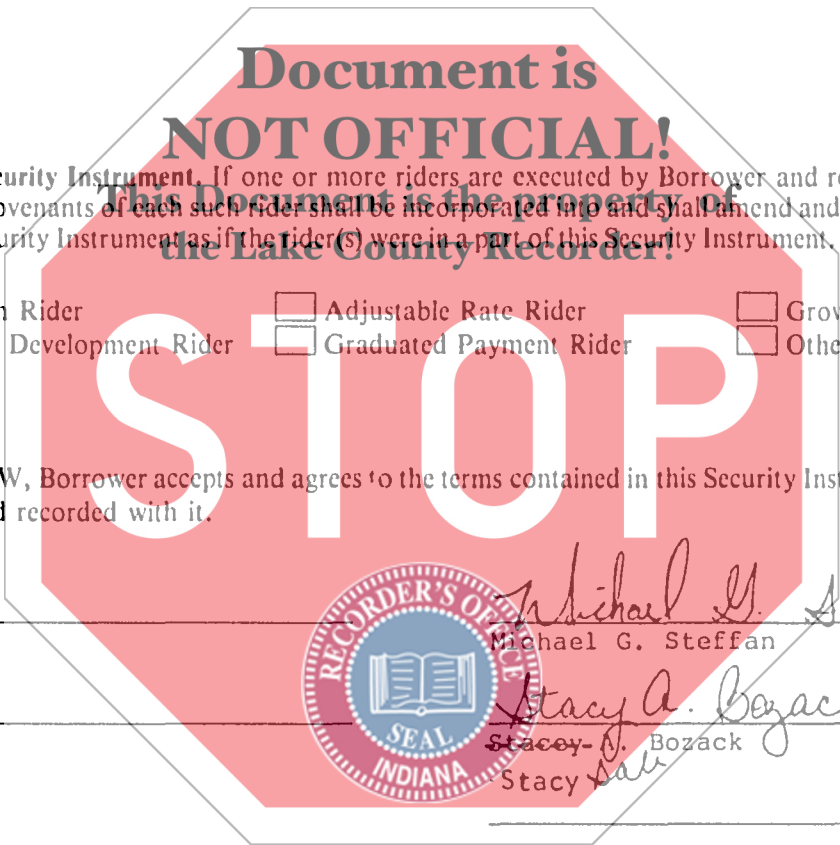 Document is
NOT OFFICIAL!
This Document is the property of
the Lake County Recorder!
curity Instrument. If one or more riders are executed by Borrower and re
ovenants of each such rider shall be incorporated into and shall amend and
urity Instrument as if the rider(s) were in a part of this Security Instrument.
n Rider Adjustable Rate Rider Grov
Development Rider Graduated Payment Rider Othe
STOP
W, Borrower accepts and agrees to the terms contained in this Security Inst
d recorded with it.
Michael G. S
Michael G. Steffan
Stacy A. Bozac
Stacey A. Bozack
Stacy
RECORDER'S OFFICE
SEAL
INDIANA